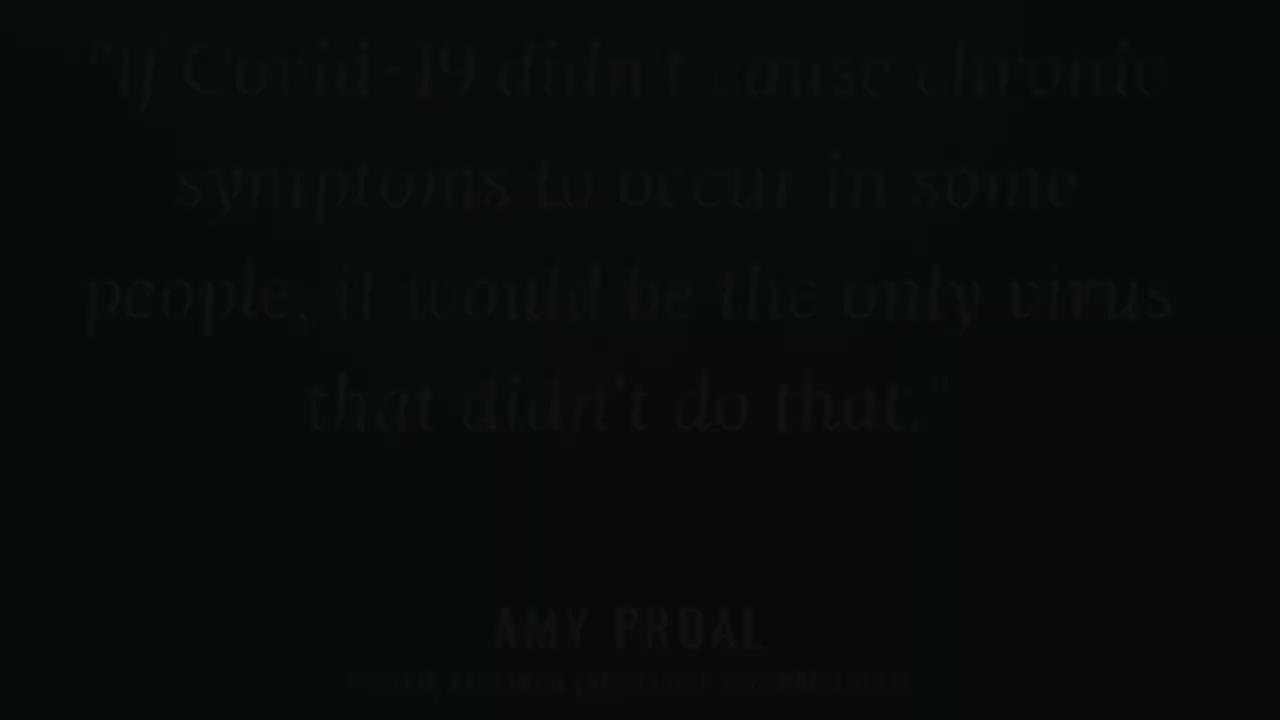 "If Covid-19 didn't cause chronic
symptoms to occur in some
people, it would be the only virus
that didn't do that."
AMY PROAL